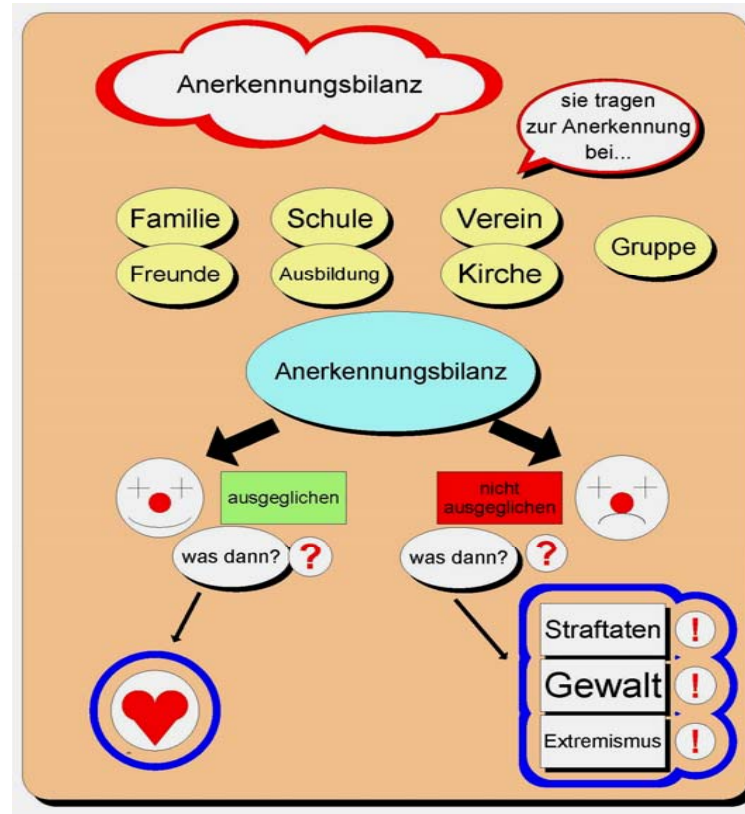 Anerkennungsbilanz
sie tragen
zur Anerkennung
bei...
Familie
Schule
Verein
Gruppe
Freunde
Ausbildung
Kirche
Anerkennungsbilanz
ausgeglichen
nicht
ausgeglichen
was dann?
?
was dann?
?
Straftaten
!
Gewalt
!
Extremismus
!